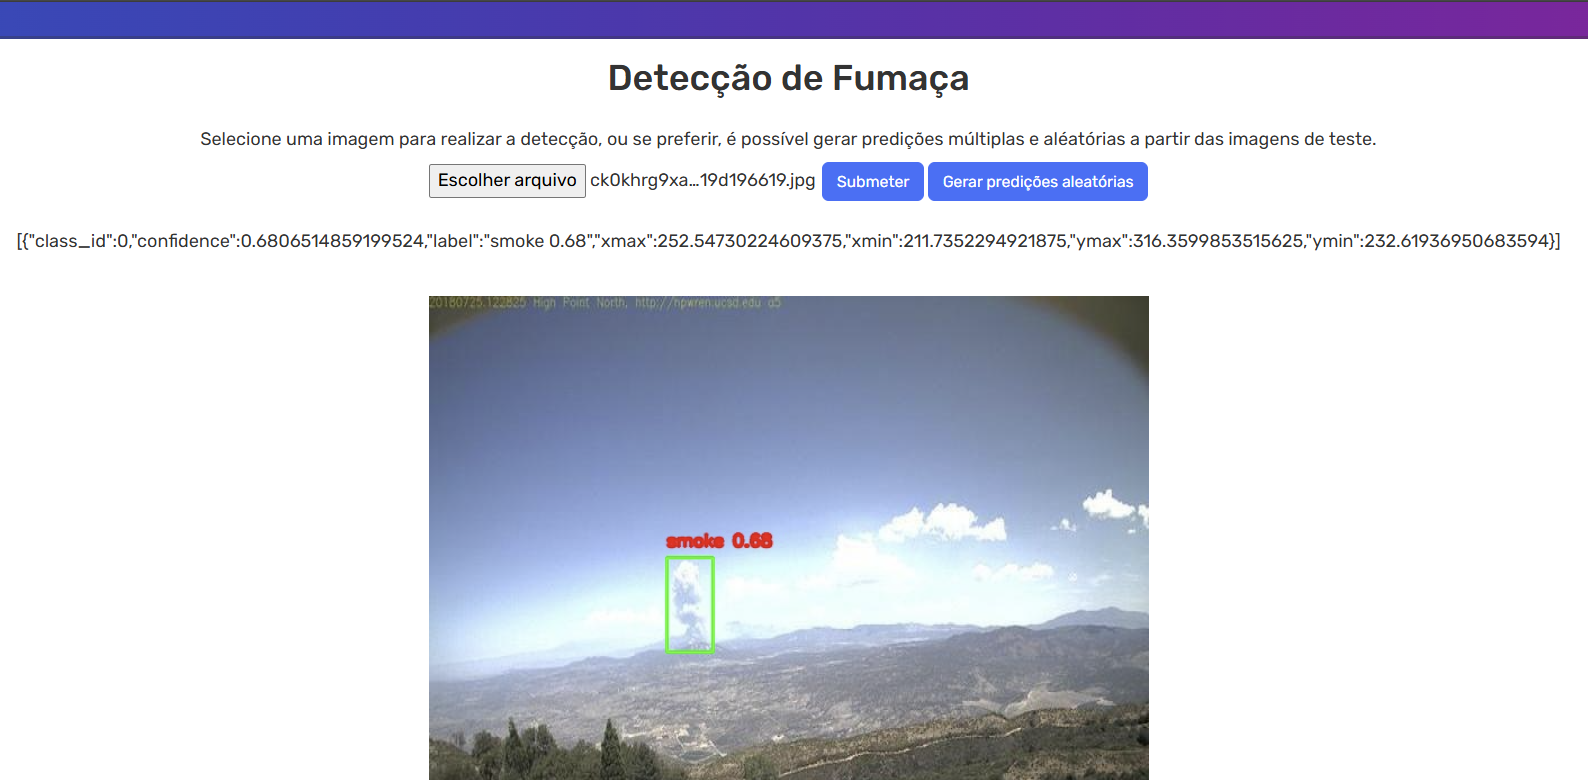 Detecção de Fumaça
Selecione uma imagem para realizar a detecção, ou se preferir, é possível gerar predições múltiplas e aléatórias a partir das imagens de teste.
Escolher arquivo ck0khrg9xa...19d196619.jpg Submeter Gerar predições aleatórias
[{"class_id":0,"confidence":0.6806514859199524,"label":"smoke 0.68","xmax":252.54730224609375,"xmin":211.7352294921875,"ymax":316.3599853515625,"ymin":232.61936950683594}]
20180725.122825 High Point North, http://hpwren.ucsd.edu a5
smoke 0.68